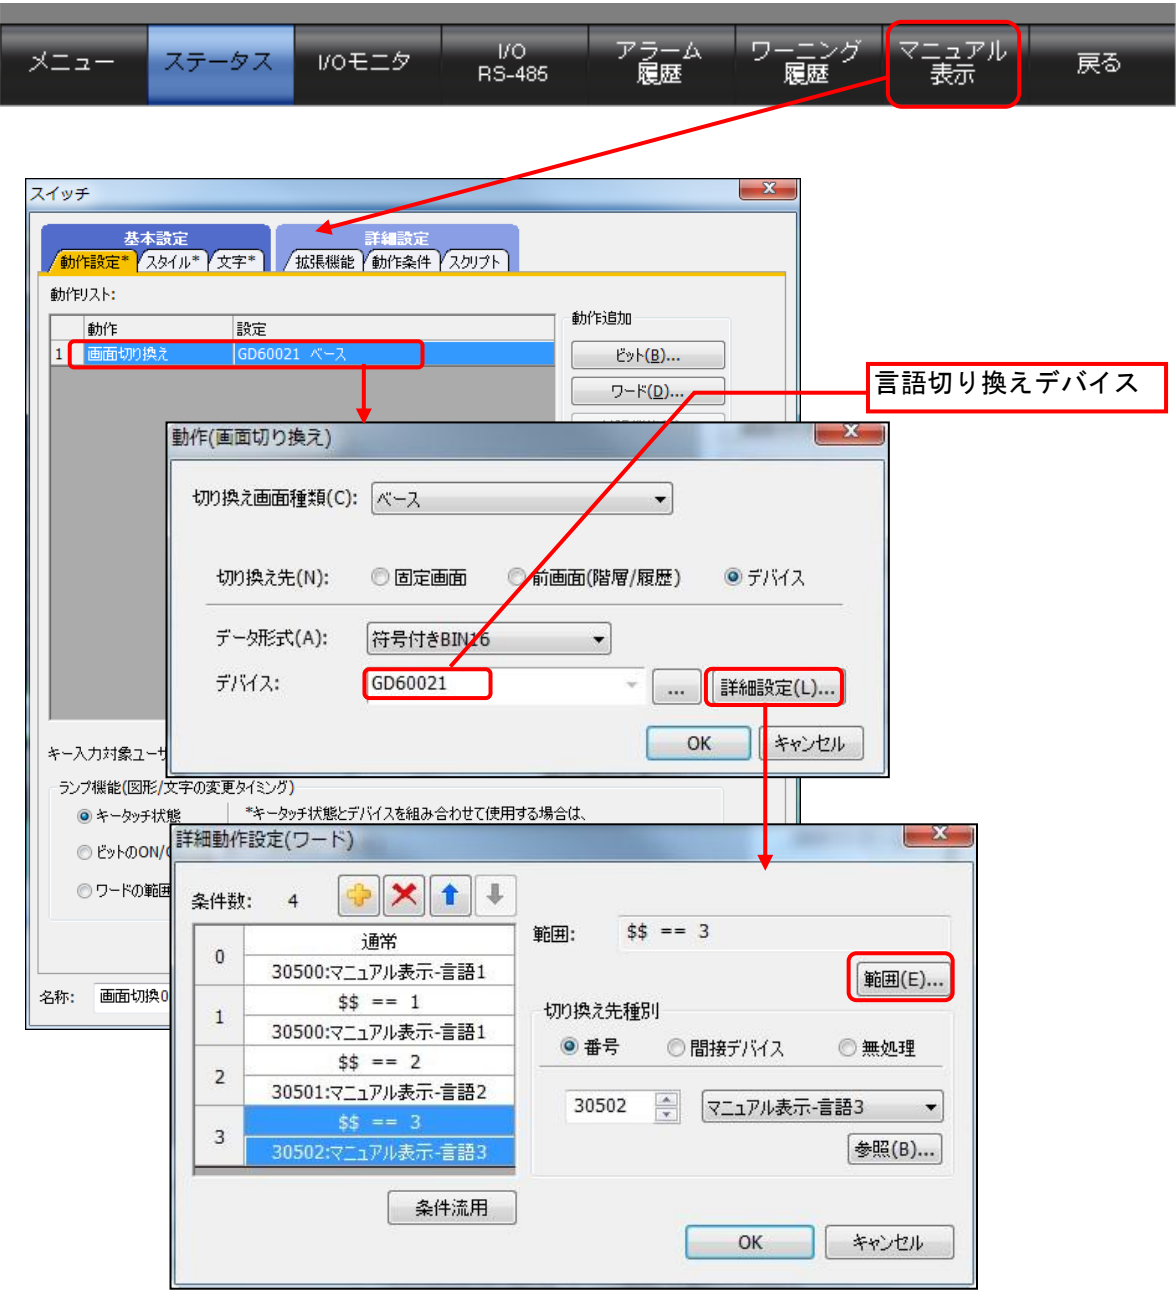 メニュー
ステータス
I/Oモニタ
I/O
RS-485
アラーム
履歴
ワーニング
履歴
マニュアル
表示
戻る
スイッチ
基本設定
詳細設定
動作設定*
スタイル*
文字*
拡張機能
動作条件
スクリプト
動作リスト:
動作
設定
1
画面切り換え
GD60021 ベース
動作追加
ビット(B)...
ワード(D)...
言語切り換えデバイス
動作(画面切り換え)
切り換え画面種類(C):
ベース
切り換え先(N):
固定画面
前画面(階層/履歴)
デバイス
データ形式(A):
符号付きBIN16
デバイス:
GD60021
...
詳細設定(L)...
OK
キャンセル
キー入力対象ユーザ
ランプ機能(図形/文字の変更タイミング)
キータッチ状態
*キータッチ状態とデバイスを組み合わせて使用する場合は、
ビットのON/O
ワードの範囲
名称:
画面切換0
詳細動作設定(ワード)
条件数:
4
0
通常
30500:マニュアル表示-言語1
1
$$ == 1
30500:マニュアル表示-言語1
2
$$ == 2
30501:マニュアル表示-言語2
3
$$ == 3
30502:マニュアル表示-言語3
条件流用
範囲:
$$ == 3
範囲(E)...
切り換え先種別
番号
間接デバイス
無処理
30502
マニュアル表示-言語3
参照(B)...
OK
キャンセル